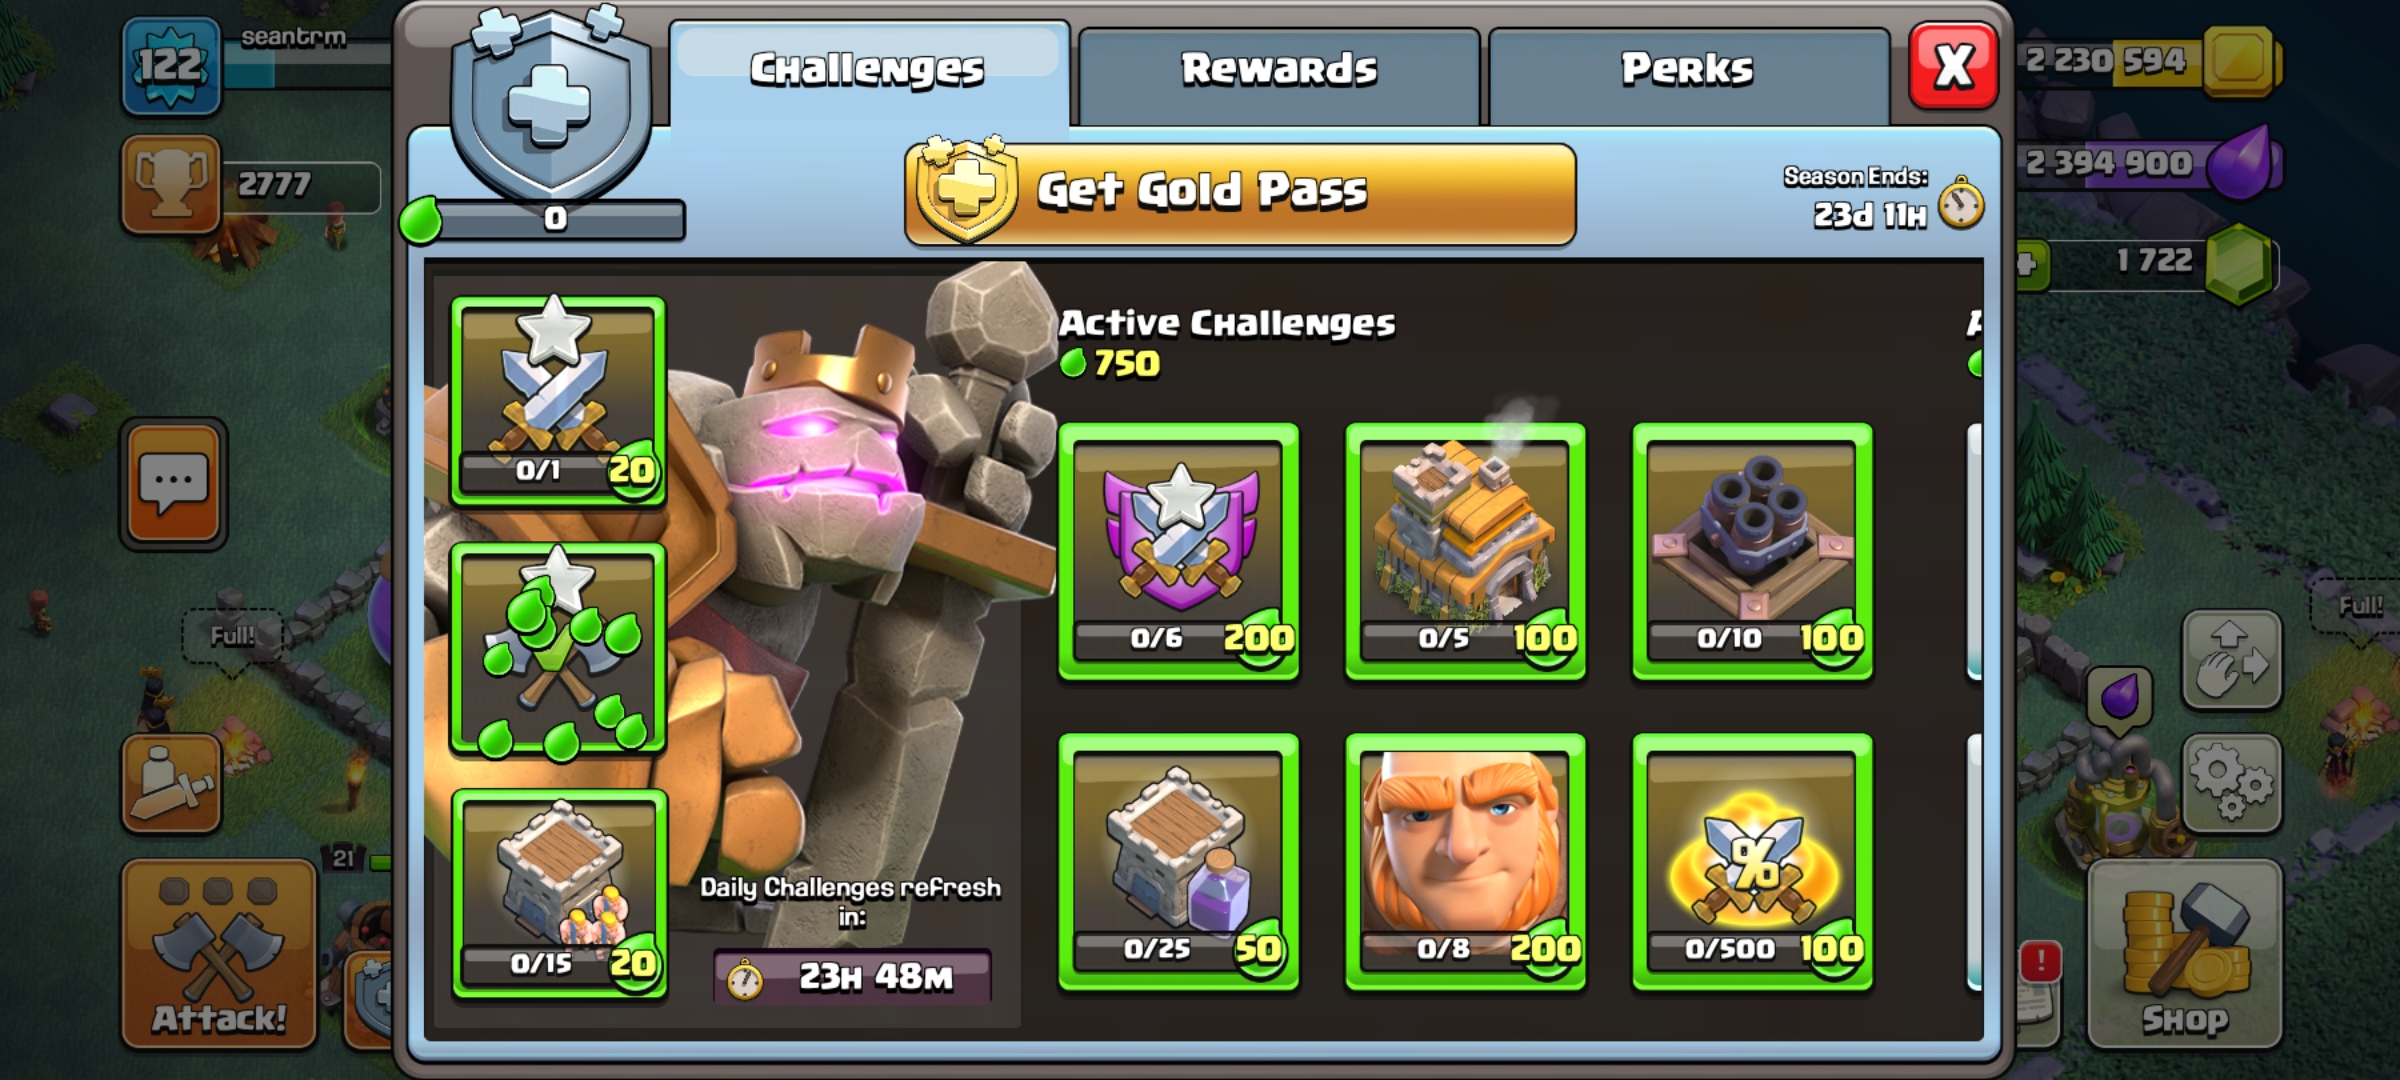 122
seantrm
2777
Challenges
Rewards
Perks
X
2 230 594
2 394 900
1 722
0
Get Gold Pass
Season Ends:
23d 11H
Active Challenges
750
0/1
20
0/6
200
0/5
100
0/10
100
0/15
20
Daily Challenges refresh
in:
23H 48M
0/25
50
0/8
200
%
0/500
100
Full!
Full!
21
Attack!
!
Shop